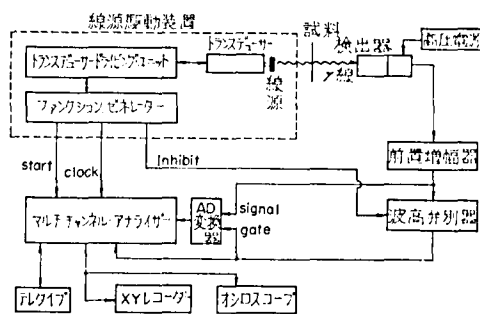 線源駆動装置
トランスデューサー
試料
検出器
高圧電源
トランスデューサードライビングユニット
線源
γ線
ファンクションゼネレーター
start
clock
Inhibit
前置増幅器
マルチチャンネル・アナライザー
AD
変換
器
signal
gate
波高弁別器
テレタイプ
XYレコーダー
オシロスコープ